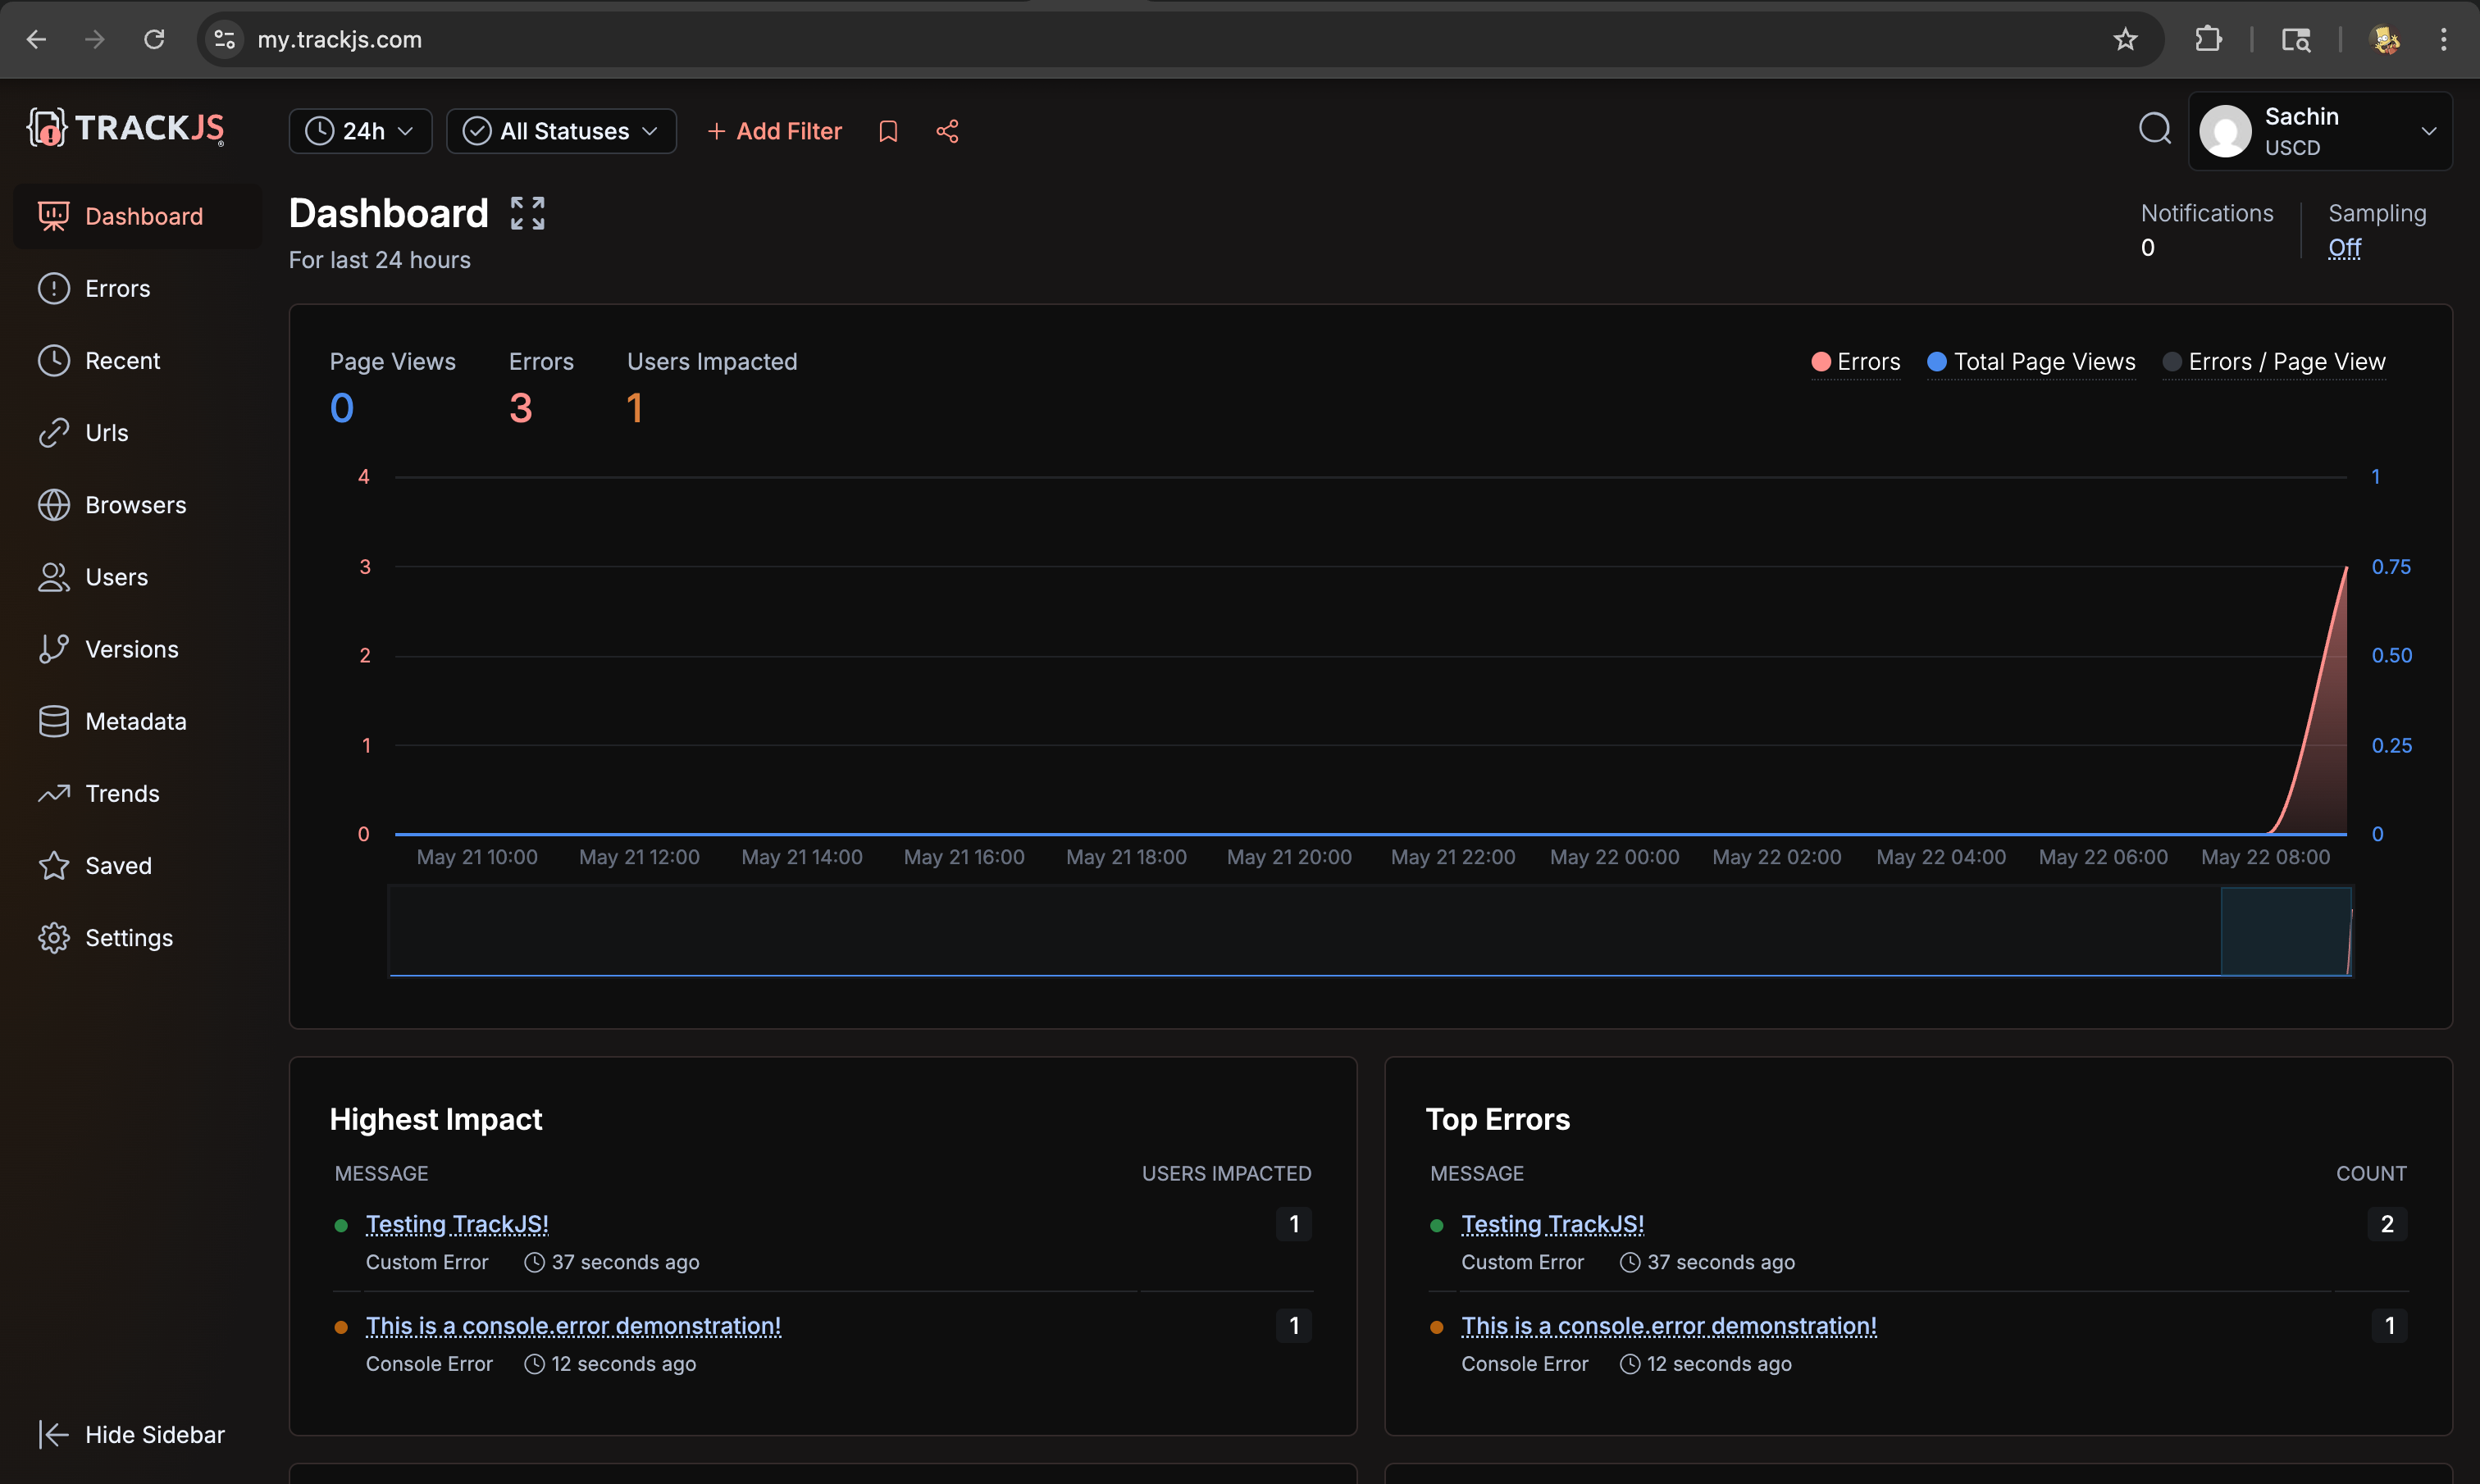 my.trackjs.com
TRACKJS
24h
All Statuses
+ Add Filter
Sachin
USCD
Dashboard
Errors
Recent
Urls
Browsers
Users
Versions
Metadata
Trends
Saved
Settings
Hide Sidebar
Dashboard
For last 24 hours
Notifications
0
Sampling
Off
Page Views
0
Errors
3
Users Impacted
1
Errors
Total Page Views
Errors / Page View
4
3
2
1
0
1
0.75
0.50
0.25
0
May 21 10:00
May 21 12:00
May 21 14:00
May 21 16:00
May 21 18:00
May 21 20:00
May 21 22:00
May 22 00:00
May 22 02:00
May 22 04:00
May 22 06:00
May 22 08:00
Highest Impact
MESSAGE USERS IMPACTED
Testing TrackJS! 1
Custom Error 37 seconds ago
This is a console.error demonstration! 1
Console Error 12 seconds ago
Top Errors
MESSAGE COUNT
Testing TrackJS! 2
Custom Error 37 seconds ago
This is a console.error demonstration! 1
Console Error 12 seconds ago